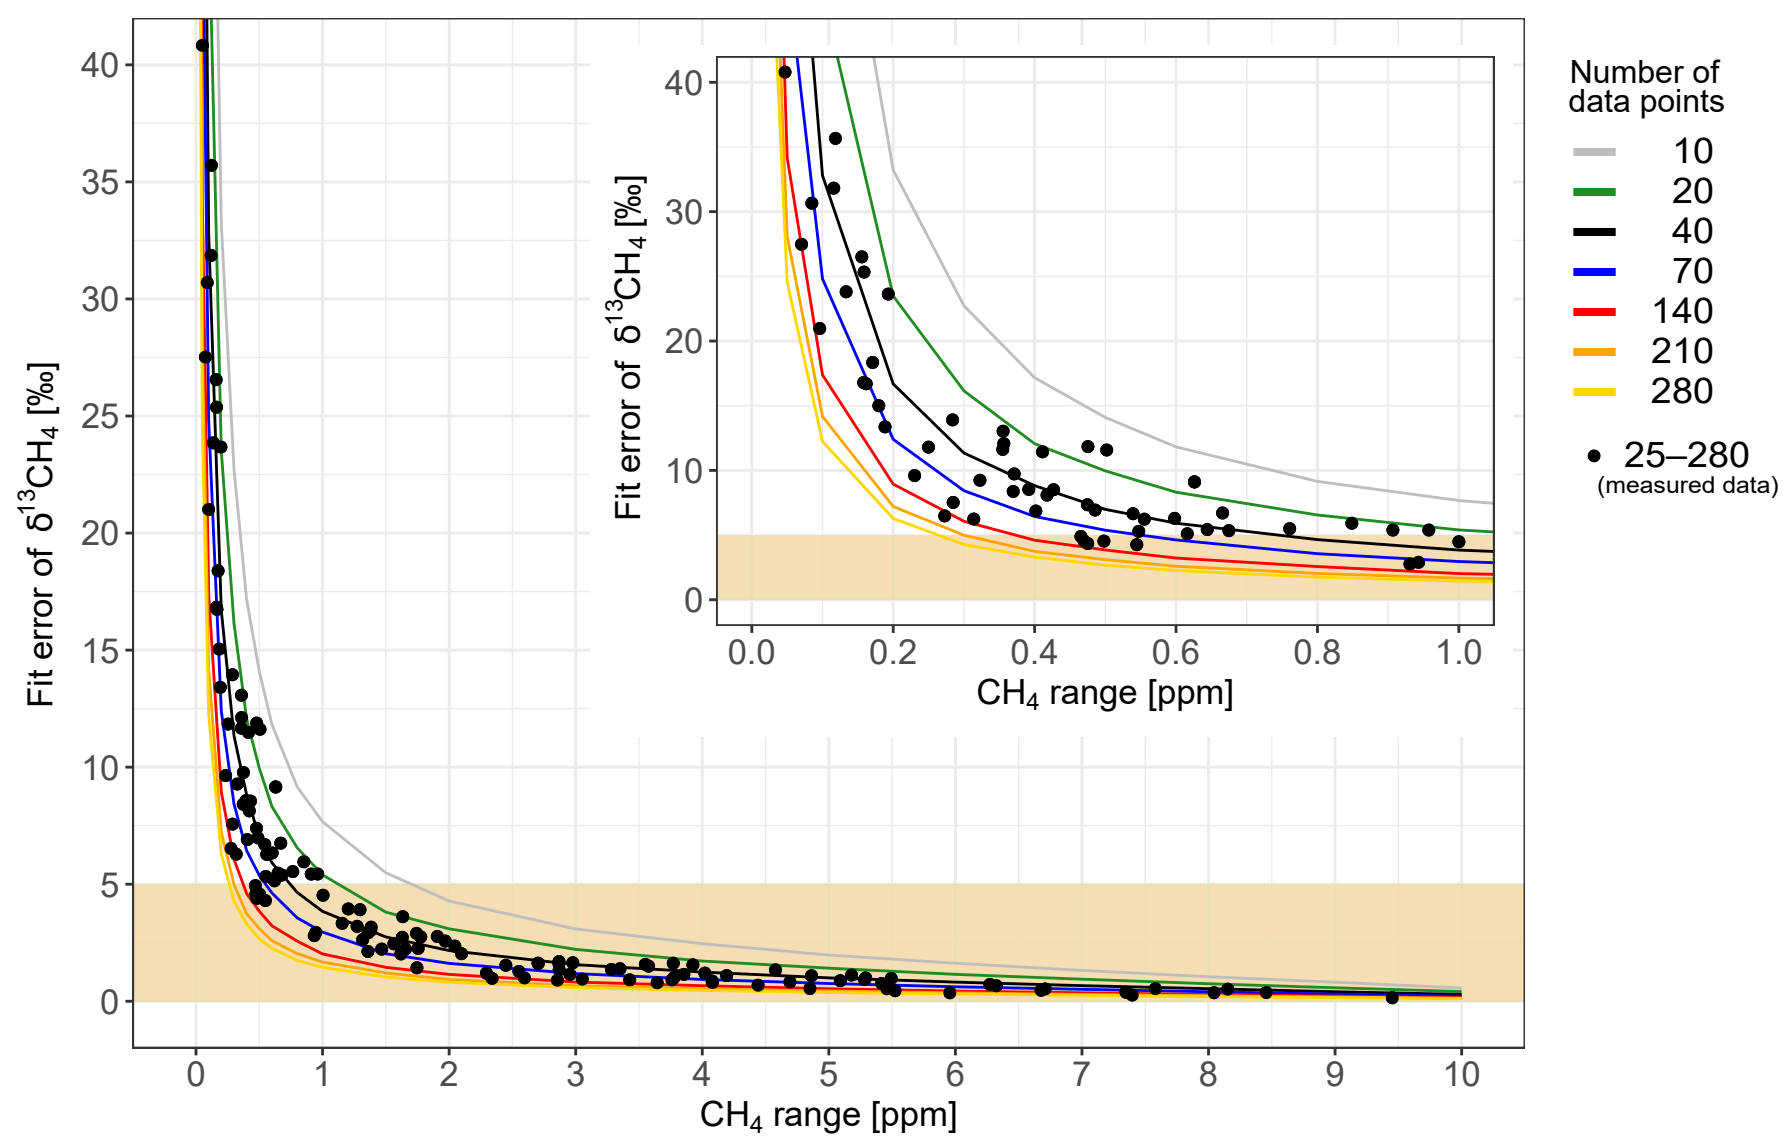 40
35
30
25
20
15
10
5
0
Fit error of δ¹³CH₄ [‰]
0 1 2 3 4 5 6 7 8 9 10
CH₄ range [ppm]
40
30
20
10
0
Fit error of δ¹³CH₄ [‰]
0.0 0.2 0.4 0.6 0.8 1.0
CH₄ range [ppm]
Number of
data points
10
20
40
70
140
210
280
25–280
(measured data)